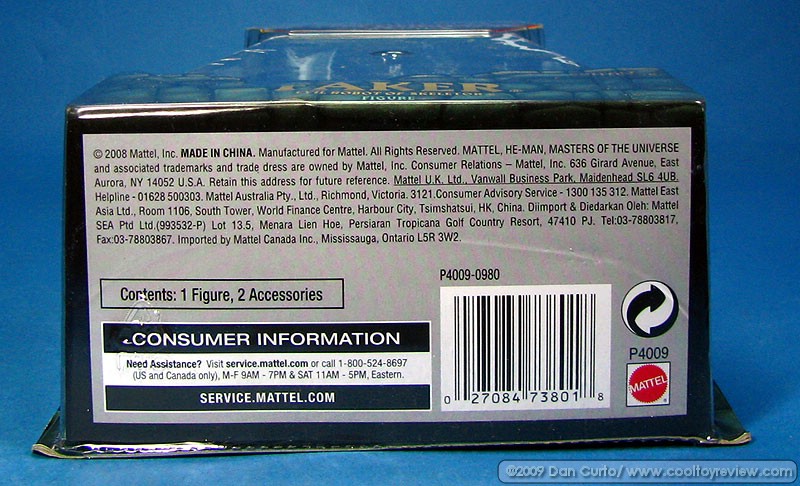 FIGURE
© 2008 Mattel, Inc. MADE IN CHINA. Manufactured for Mattel. All Rights Reserved. MATTEL, HE-MAN, MASTERS OF THE UNIVERSE
and associated trademarks and trade dress are owned by Mattel, Inc. Consumer Relations – Mattel, Inc. 636 Girard Avenue, East
Aurora, NY 14052 U.S.A. Retain this address for future reference. Mattel U.K. Ltd., Vanwall Business Park, Maidenhead SL6 4UB.
Helpline - 01628 500303. Mattel Australia Pty., Ltd., Richmond, Victoria. 3121.Consumer Advisory Service - 1300 135 312. Mattel East
Asia Ltd., Room 1106, South Tower, World Finance Centre, Harbour City, Tsimshatsui, HK, China. Diimport & Diedarkan Oleh: Mattel
SEA Ptd Ltd.(993532-P) Lot 13.5, Menara Lien Hoe, Persiaran Tropicana Golf Country Resort, 47410 PJ. Tel:03-78803817,
Fax:03-78803867. Imported by Mattel Canada Inc., Mississauga, Ontario L5R 3W2.
P4009-0980
Contents: 1 Figure, 2 Accessories
CONSUMER INFORMATION
Need Assistance? Visit service.mattel.com or call 1-800-524-8697
(US and Canada only), M-F 9AM - 7PM & SAT 11AM - 5PM, Eastern.
SERVICE.MATTEL.COM
0 27084 73801 8
P4009
MATTEL
©2009 Dan Curto/ www.cooltoyreview.com